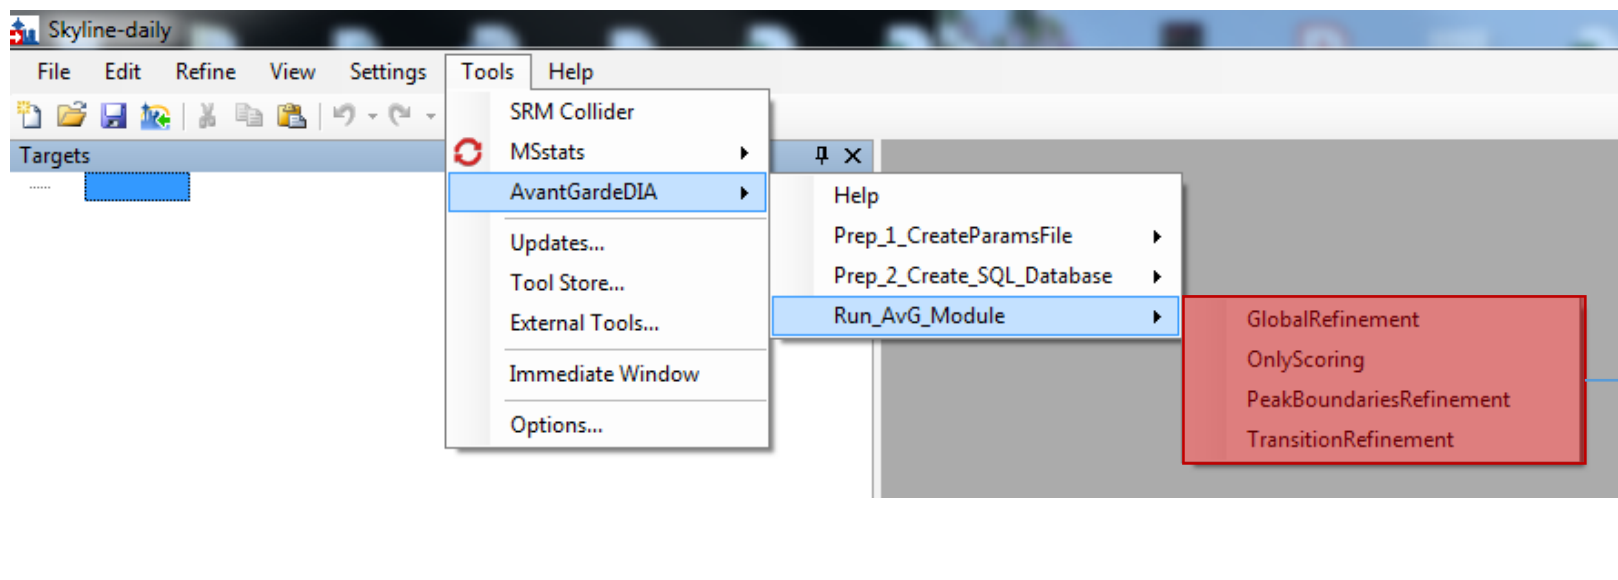 Skyline-daily
File Edit Refine View Settings Tools Help
Targets
SRM Collider
MSstats
AvantGardeDIA
Updates...
Tool Store...
External Tools...
Immediate Window
Options...
Help
Prep_1_CreateParamsFile
Prep_2_Create_SQL_Database
Run_AvG_Module
GlobalRefinement
OnlyScoring
PeakBoundariesRefinement
TransitionRefinement